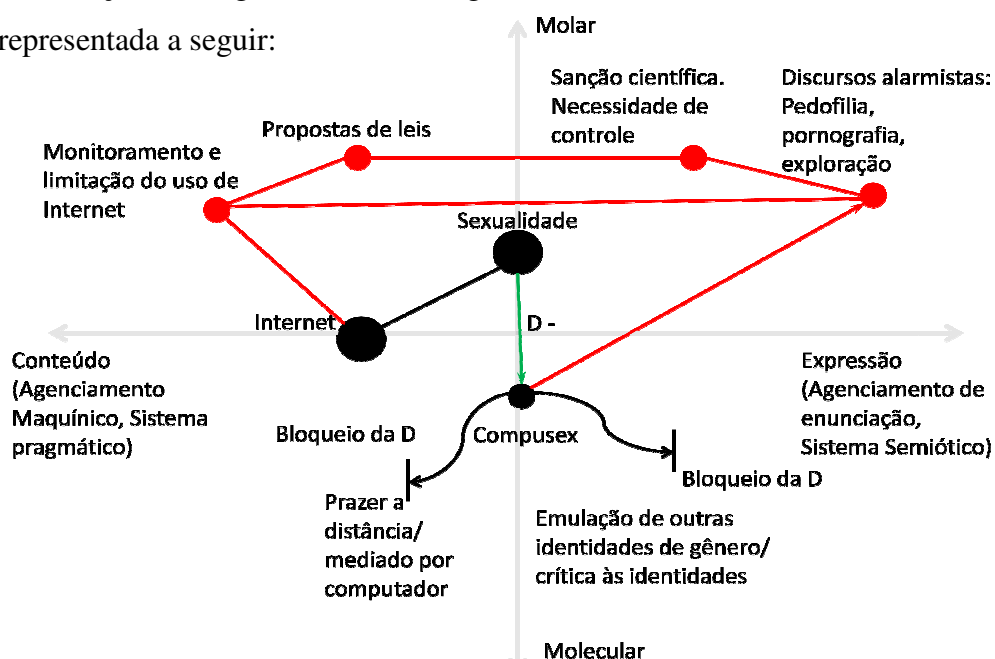 representada a seguir:
Molar
Sanção científica.
Necessidade de
controle
Discursos alarmistas:
Pedofilia,
pornografia,
exploração
Propostas de leis
Monitoramento e
limitação do uso de
Internet
Sexualidade
Internet
D -
Conteúdo
(Agenciamento
Maquínico, Sistema
pragmático)
Expressão
(Agenciamento de
enunciação,
Sistema Semiótico)
Bloqueio da D
Compusex
Bloqueio da D
Prazer a
distância/
mediado por
computador
Emulação de outras
identidades de gênero/
crítica às identidades
Molecular